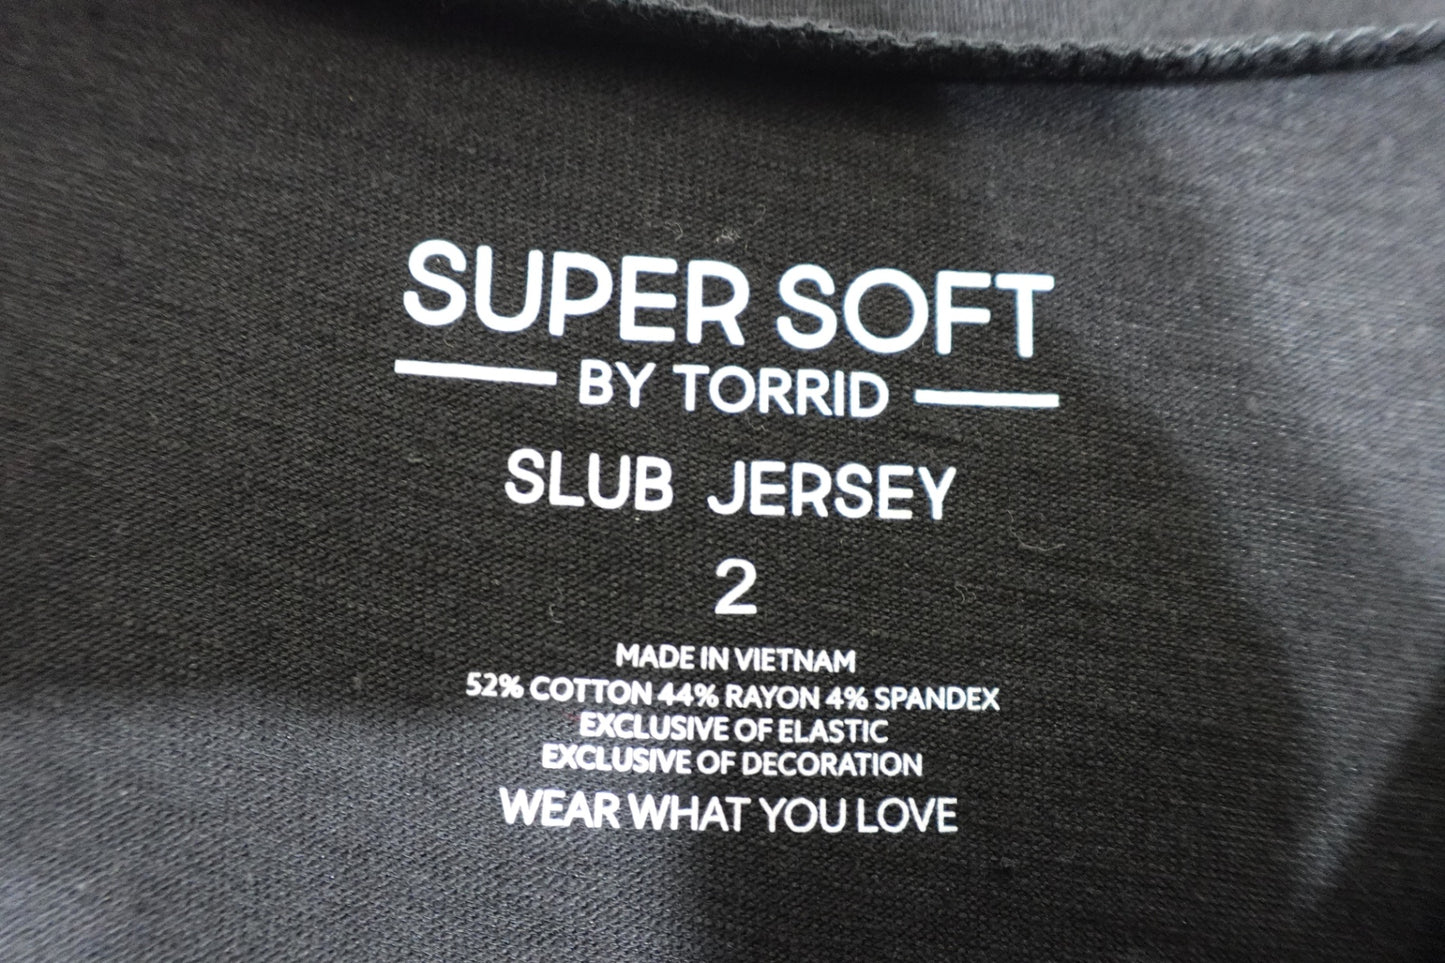 SUPER SOFT
BY TORRID
SLUB JERSEY
2
MADE IN VIETNAM
52% COTTON 44% RAYON 4% SPANDEX
EXCLUSIVE OF ELASTIC
EXCLUSIVE OF DECORATION
WEAR WHAT YOU LOVE